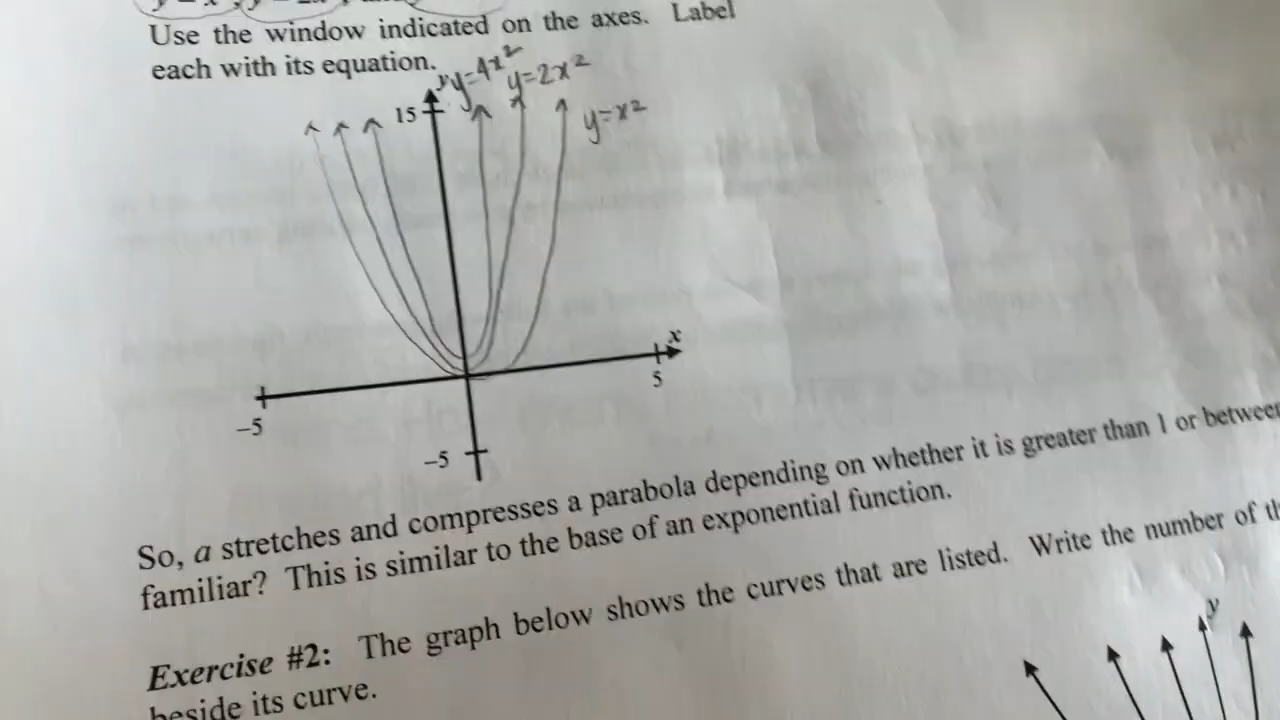 Use the window indicated on the axes. Label
each with its equation.
y
y=4x²
y=2x²
y=x²
15
x
5
-5
-5
So, a stretches and compresses a parabola depending on whether it is greater than 1 or between
familiar? This is similar to the base of an exponential function.
Exercise #2: The graph below shows the curves that are listed. Write the number of
beside its curve.
y